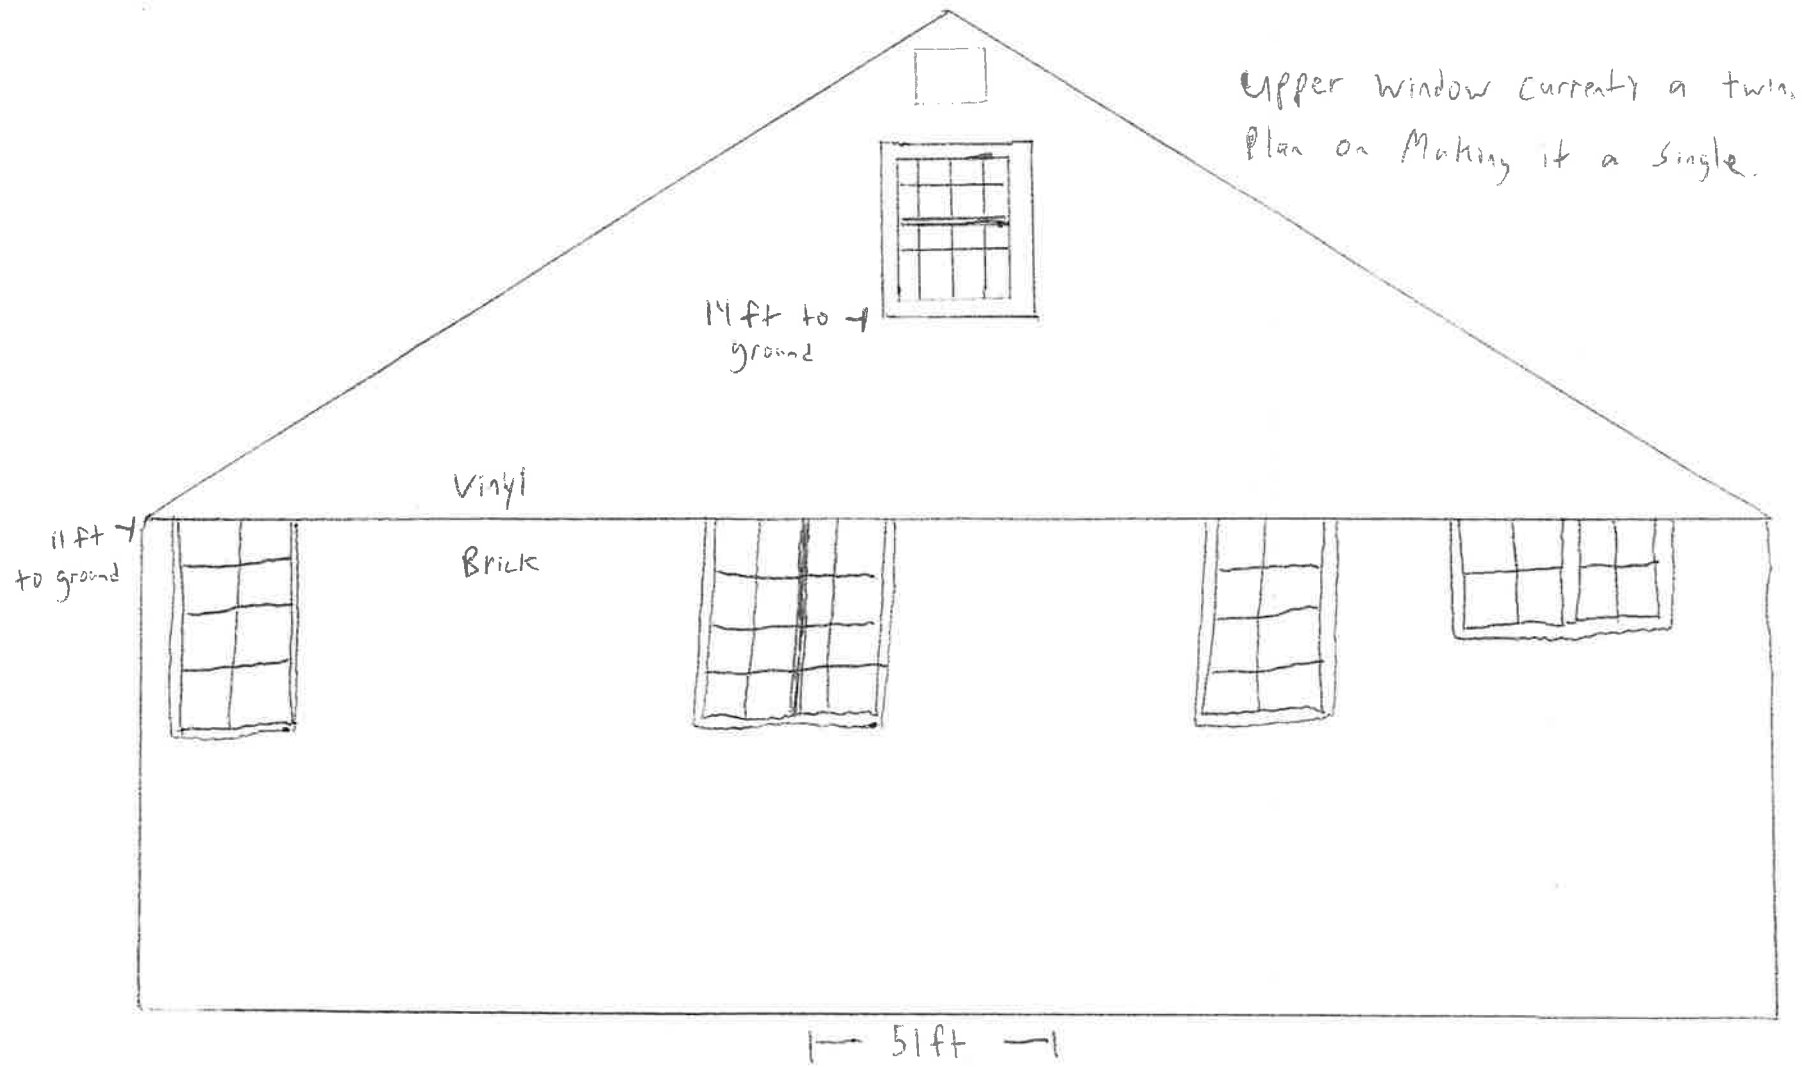 Upper Window Currently a twin.
Plan on Making it a single.
14 ft to
ground
Vinyl
11 ft
to ground
Brick
51 ft